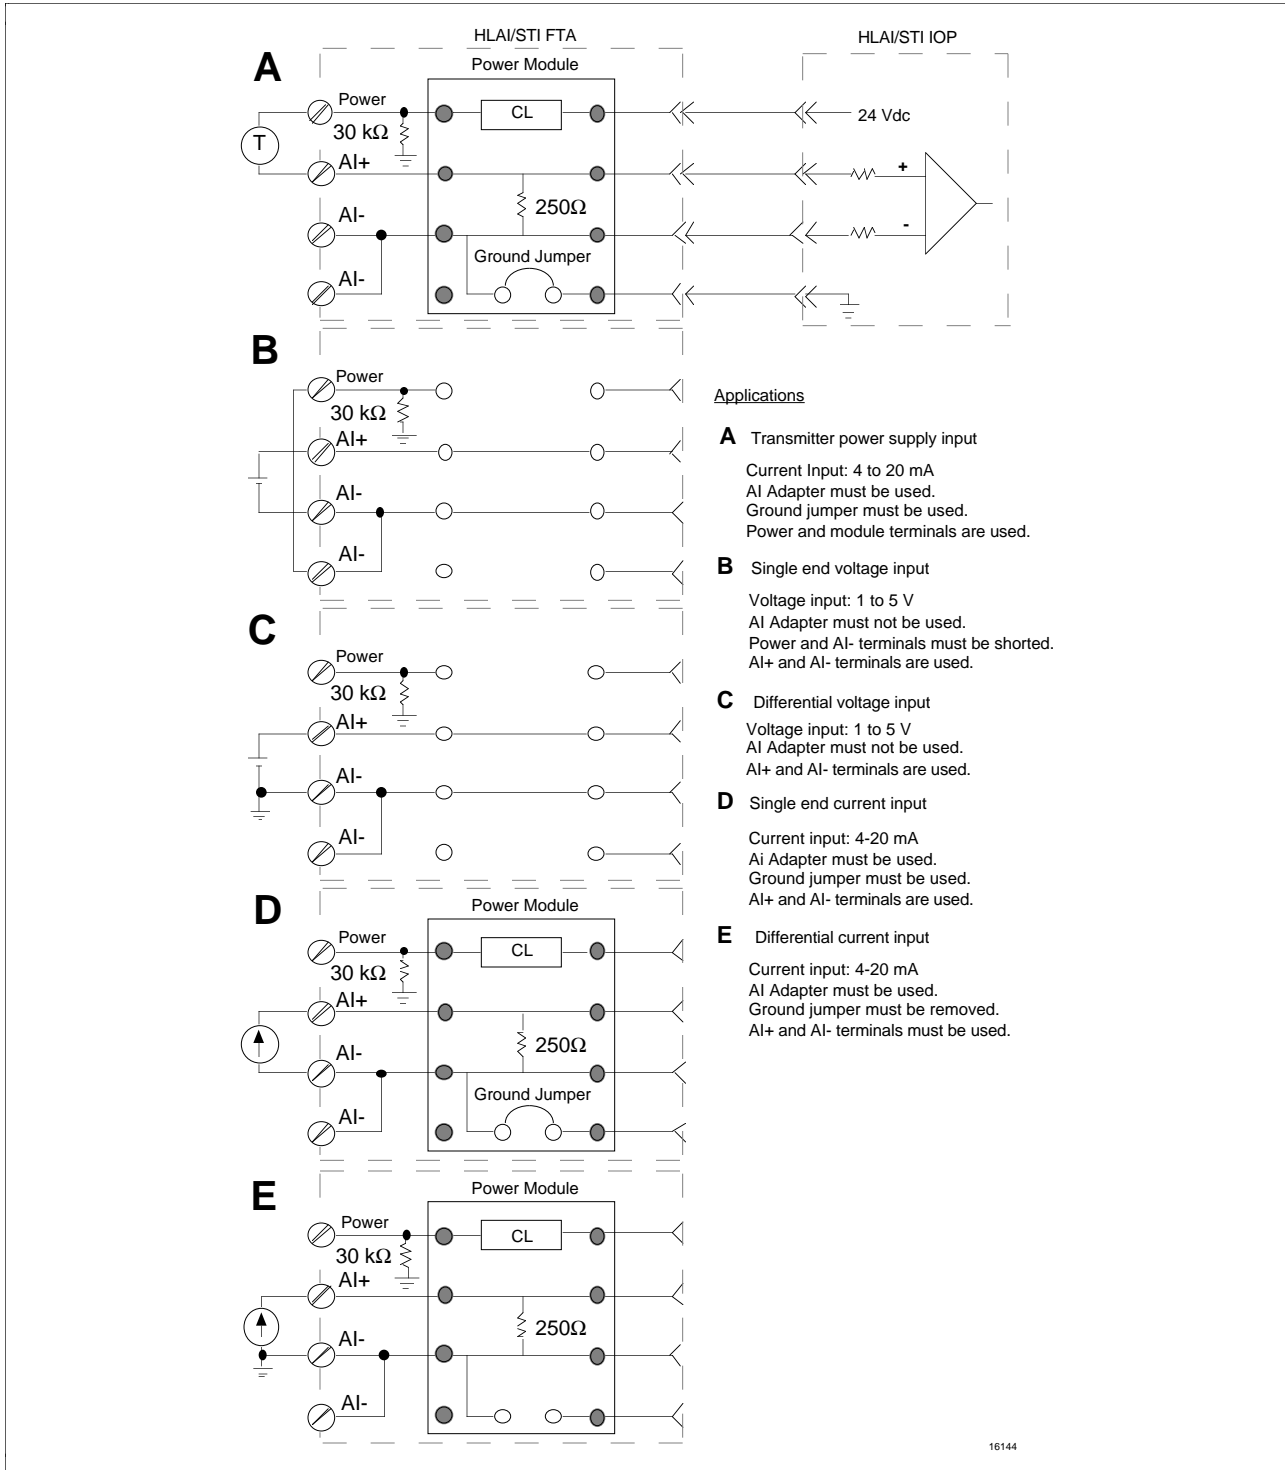 HLAI/STI FTA
HLAI/STI IOP
A
Power Module
Power
CL
24 Vdc
30 kΩ
T
AI+
+
AI-
250Ω
-
Ground Jumper
AI-
B
Power
30 kΩ
AI+
AI-
AI-
C
Power
30 kΩ
AI+
AI-
AI-
D
Power Module
Power
CL
30 kΩ
AI+
AI-
250Ω
Ground Jumper
AI-
E
Power Module
Power
CL
30 kΩ
AI+
AI-
250Ω
AI-
Applications
A Transmitter power supply input
Current Input: 4 to 20 mA
AI Adapter must be used.
Ground jumper must be used.
Power and module terminals are used.
B Single end voltage input
Voltage input: 1 to 5 V
AI Adapter must not be used.
Power and AI- terminals must be shorted.
AI+ and AI- terminals are used.
C Differential voltage input
Voltage input: 1 to 5 V
AI Adapter must not be used.
AI+ and AI- terminals are used.
D Single end current input
Current input: 4-20 mA
Ai Adapter must be used.
Ground jumper must be used.
AI+ and AI- terminals are used.
E Differential current input
Current input: 4-20 mA
AI Adapter must be used.
Ground jumper must be removed.
AI+ and AI- terminals must be used.
16144